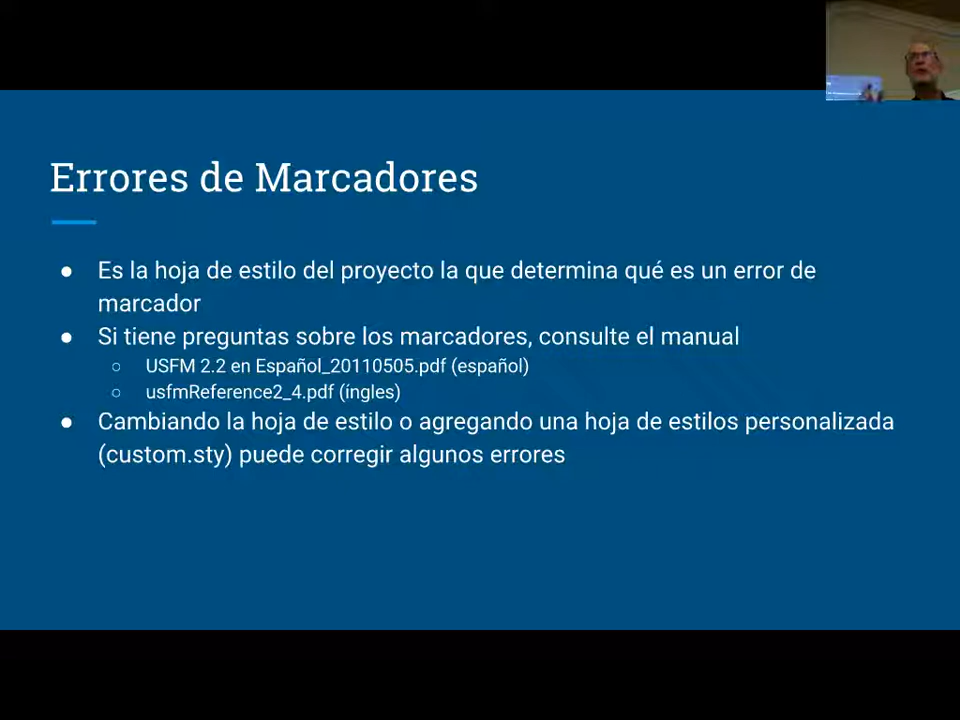 Errores de Marcadores
● Es la hoja de estilo del proyecto la que determina qué es un error de
marcador
● Si tiene preguntas sobre los marcadores, consulte el manual
○ USFM 2.2 en Español_20110505.pdf (español)
○ usfmReference2_4.pdf (íngles)
● Cambiando la hoja de estilo o agregando una hoja de estilos personalizada
(custom.sty) puede corregir algunos errores